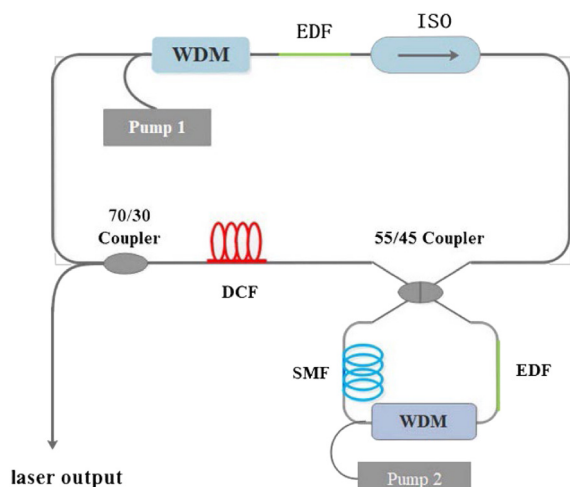 EDF
ISO
WDM
Pump 1
70/30
Coupler
55/45 Coupler
DCF
SMF
EDF
WDM
Pump 2
laser output